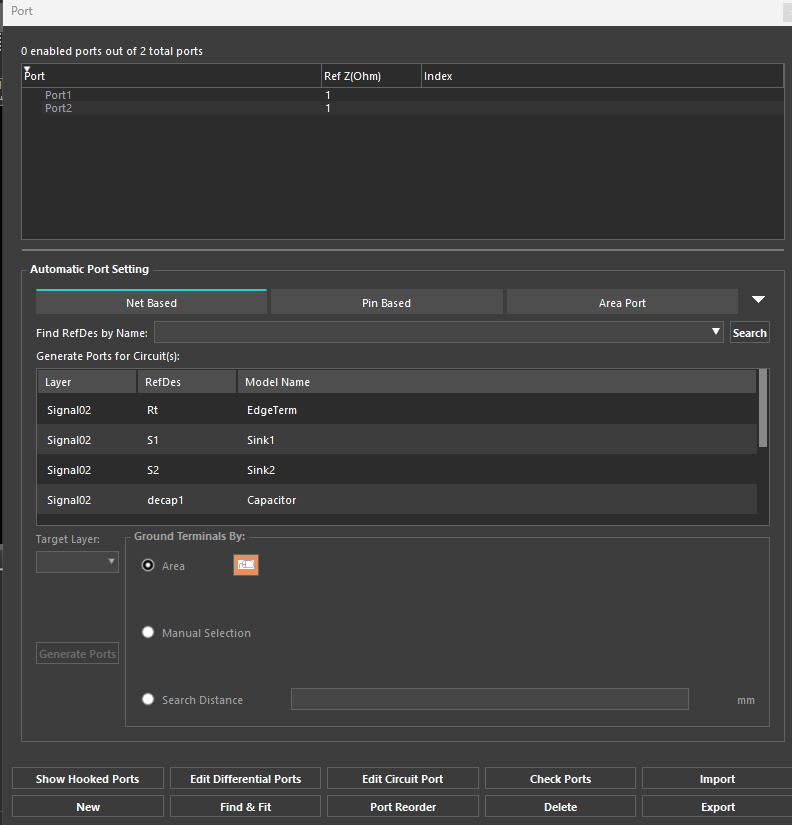 Port
0 enabled ports out of 2 total ports
Port Ref Z(Ohm) Index
Port1 1
Port2 1
Automatic Port Setting
Net Based Pin Based Area Port
Find RefDes by Name: Search
Generate Ports for Circuit(s):
Layer RefDes Model Name
Signal02 Rt EdgeTerm
Signal02 S1 Sink1
Signal02 S2 Sink2
Signal02 decap1 Capacitor
Target Layer: Ground Terminals By:
Area
Manual Selection
Generate Ports
Search Distance mm
Show Hooked Ports Edit Differential Ports Edit Circuit Port Check Ports Import
New Find & Fit Port Reorder Delete Export